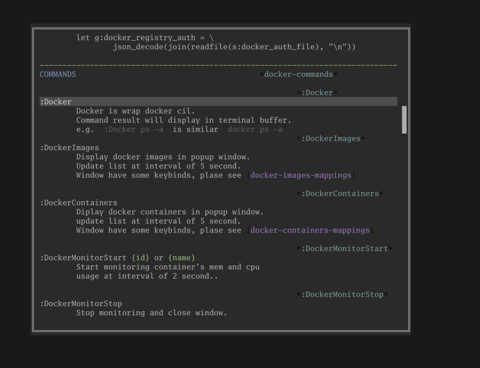 let g:docker_registry_auth = \
json_decode(join(readfile(s:docker_auth_file), "\n"))
--------------------------------------------------------------------------------
COMMANDS *docker-commands*
*:Docker*
:Docker
Docker is wrap docker cil.
Command result will display in terminal buffer.
e.g. :Docker ps -a is similar docker ps -a
*:DockerImages*
:DockerImages
Display docker images in popup window.
Update list at interval of 5 second.
Window have some keybinds, plase see |docker-images-mappings|
*:DockerContainers*
:DockerContainers
Diplay docker containers in popup window.
update list at interval of 5 second.
Window have some keybinds, plase see |docker-containers-mappings|
*:DockerMonitorStart*
:DockerMonitorStart {id} or {name}
Start monitoring container's mem and cpu
usage at interval of 2 second..
*:DockerMonitorStop*
:DockerMonitorStop
Stop monitoring and close window.